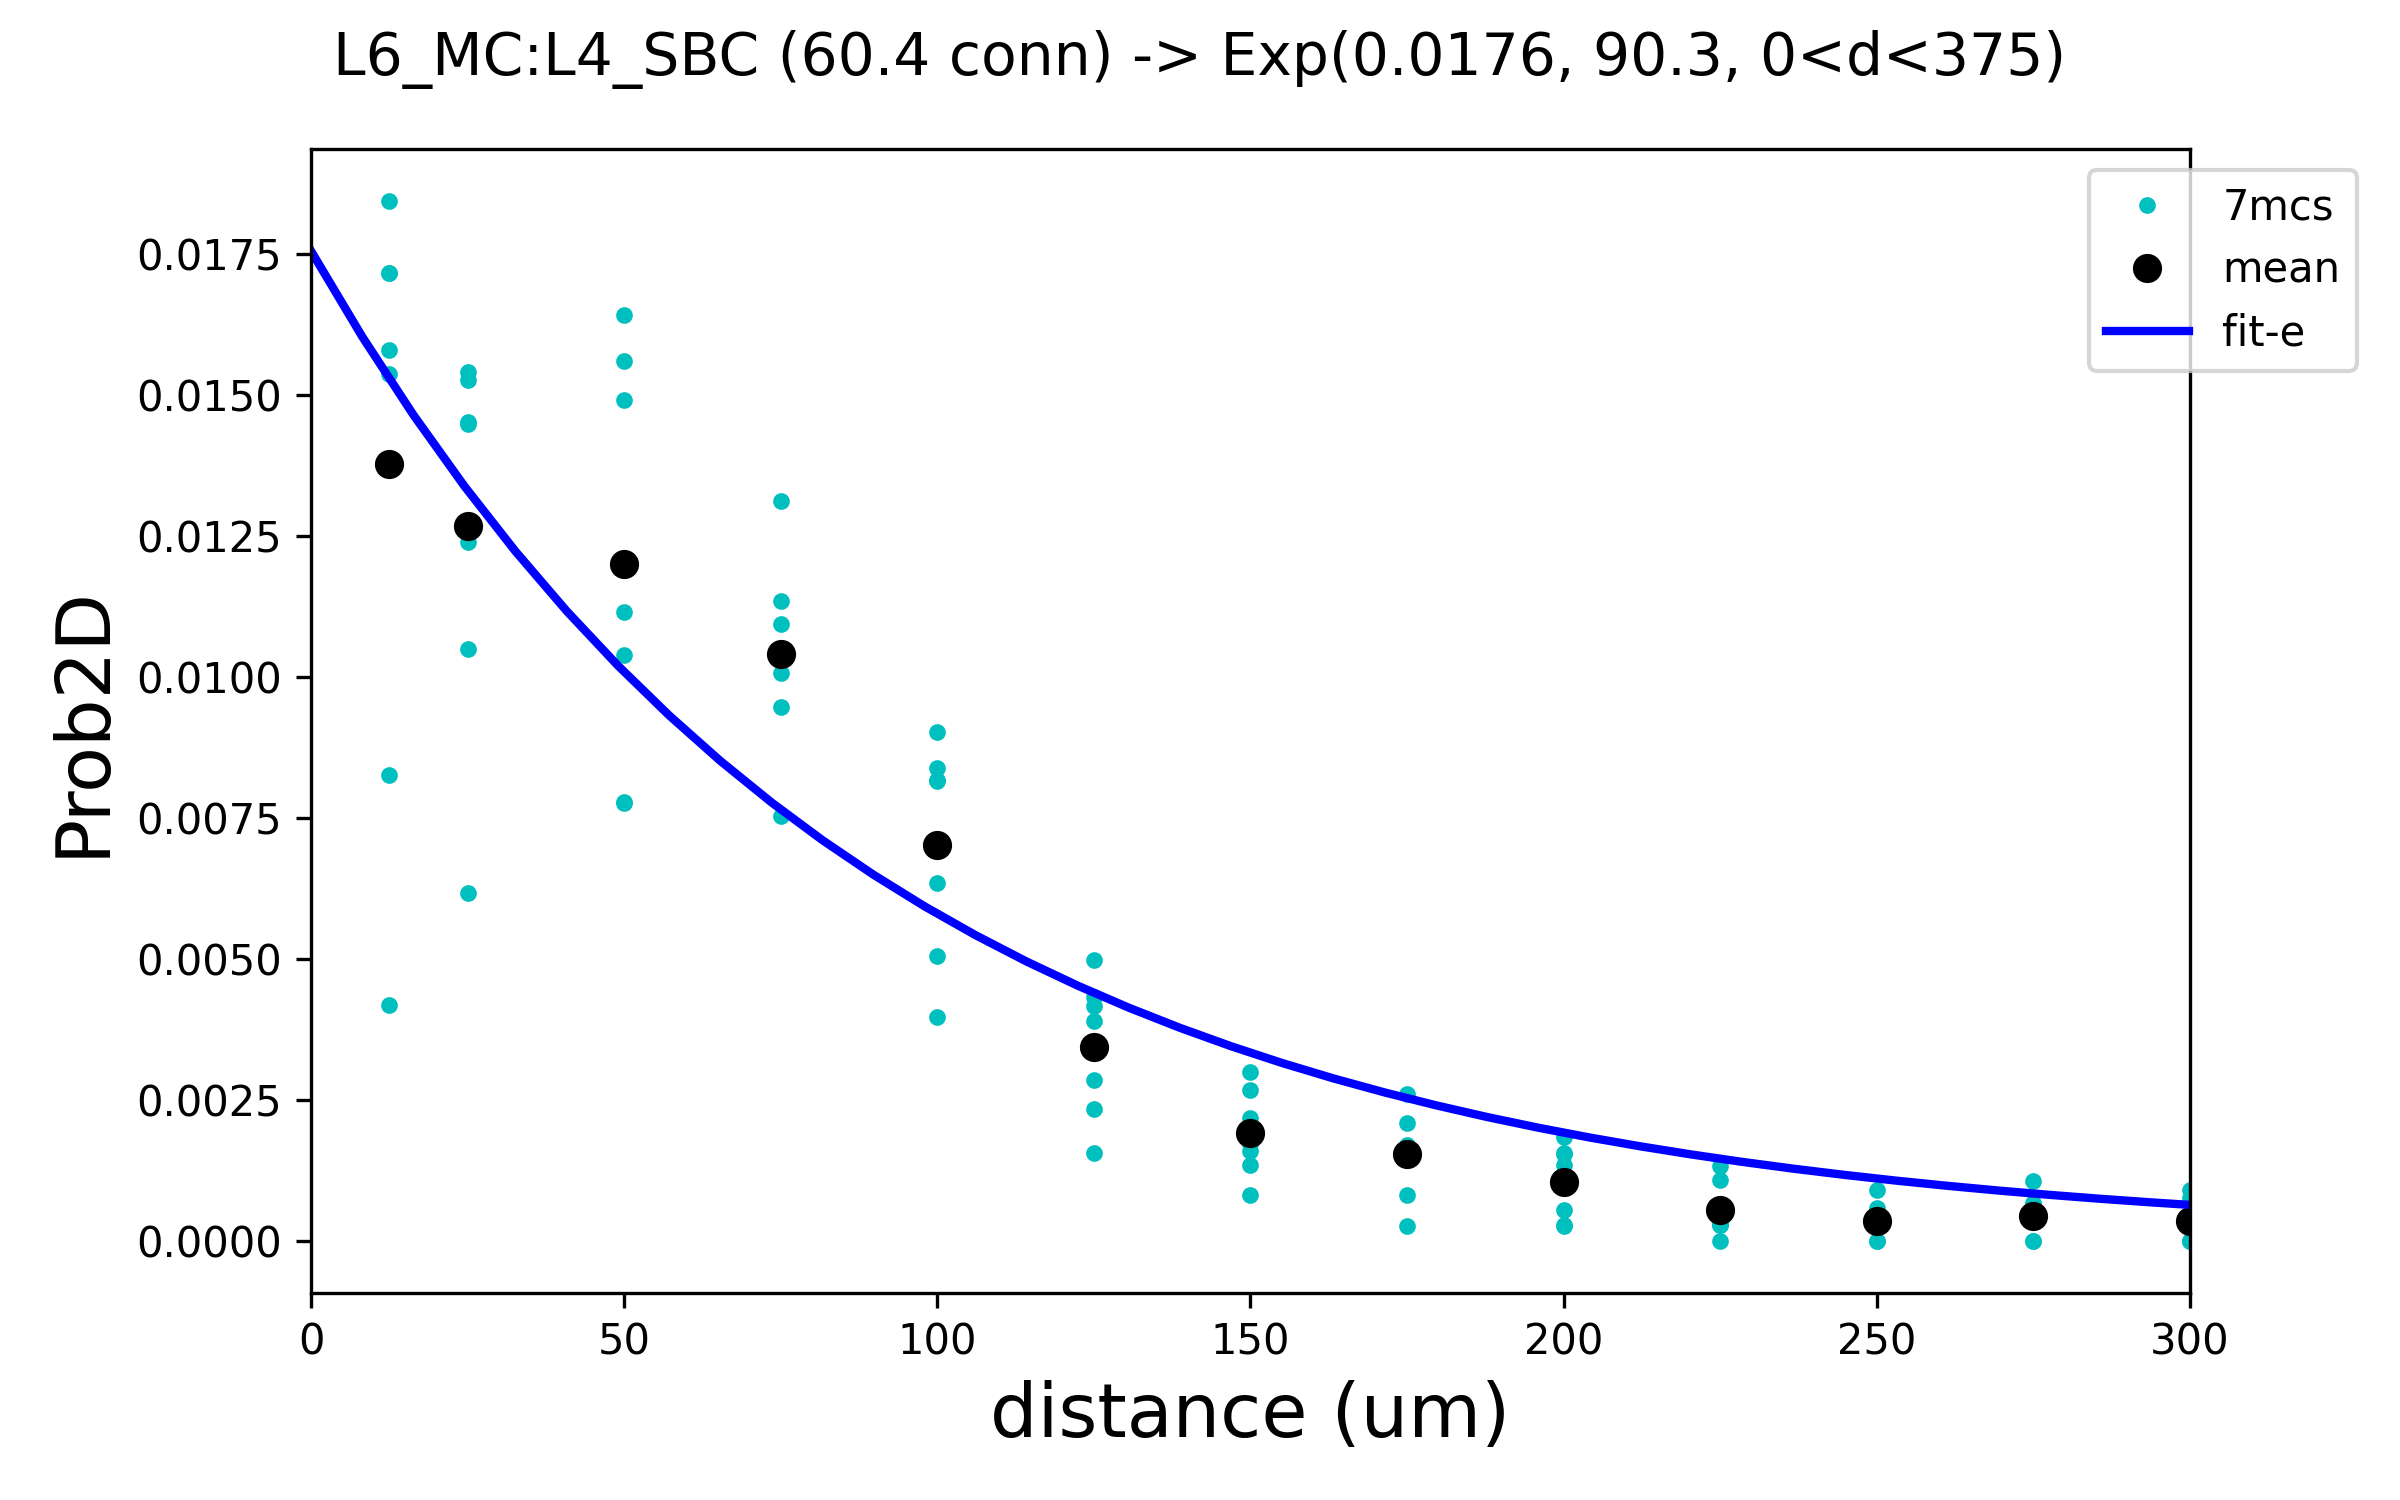 L6_MC:L4_SBC (60.4 conn) -> Exp(0.0176, 90.3, 0<d<375)
7mcs
mean
fit-e
Prob2D
0.0175
0.0150
0.0125
0.0100
0.0075
0.0050
0.0025
0.0000
0 50 100 150 200 250 300
distance (um)